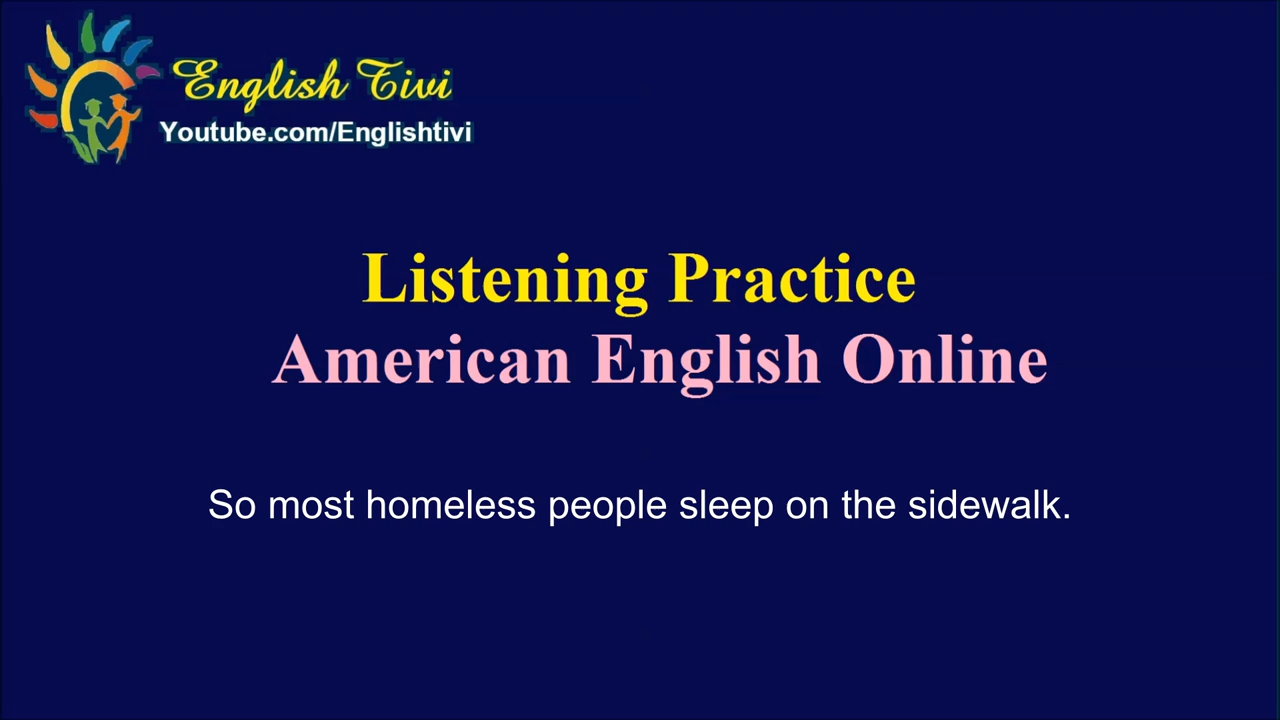 English Tivi
Youtube.com/Englishtivi
Listening Practice
American English Online
So most homeless people sleep on the sidewalk.